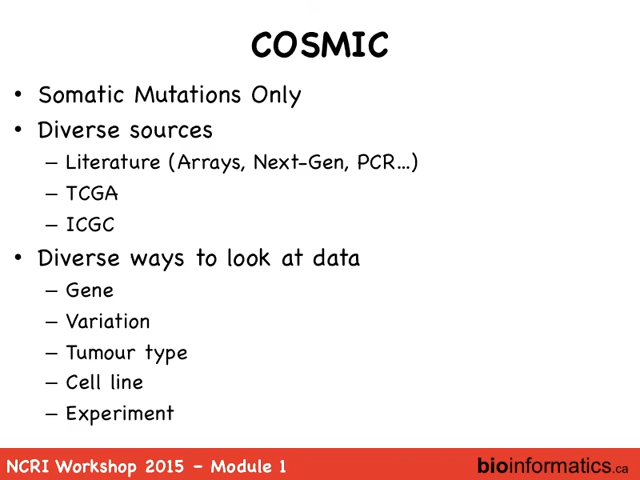 COSMIC
• Somatic Mutations Only
• Diverse sources
– Literature (Arrays, Next-Gen, PCR…)
– TCGA
– ICGC
• Diverse ways to look at data
– Gene
– Variation
– Tumour type
– Cell line
– Experiment
NCRI Workshop 2015 – Module 1
bioinformatics.ca